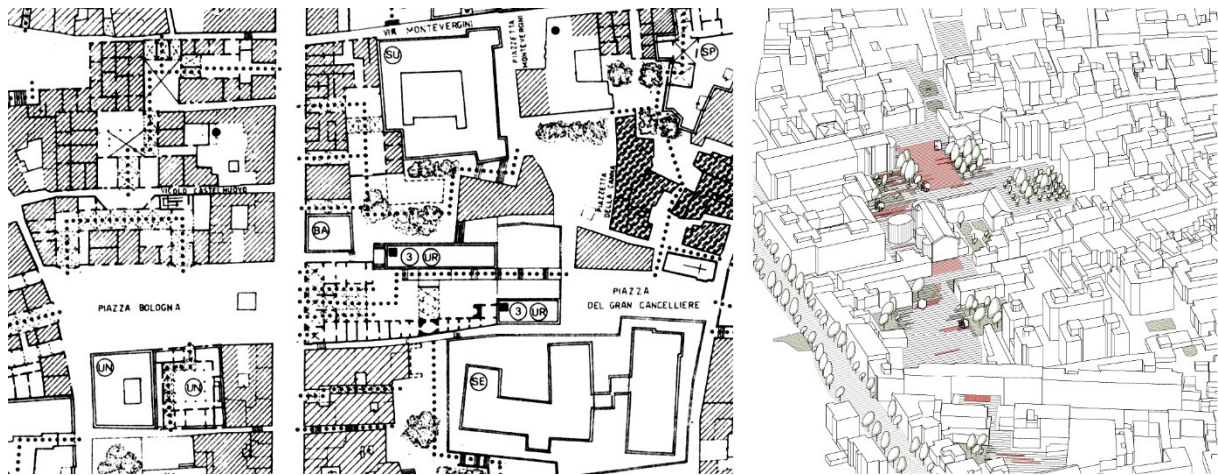 VICOLO CASTELNUOVO
PIAZZA BOLOGNA
UN
UN
VIA MONTEVERGINI
PIAZZETTA
MONTEVERGINI
SU
SP
PIAZZETTA
DELLA CANNA
BA
3 UR
3 UR
PIAZZA
DEL GRAN CANCELLIERE
SE